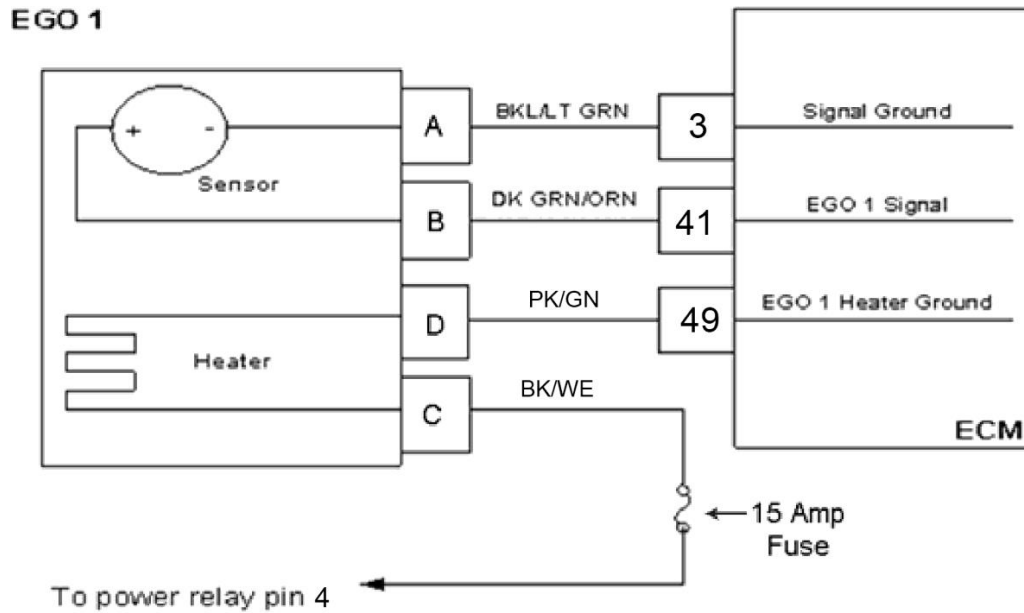 EGO 1
A
BKL/LT GRN
3
Signal Ground
+ -
Sensor
B
DK GRN/ORN
41
EGO 1 Signal
D
PK/GN
49
EGO 1 Heater Ground
Heater
C
BK/WE
ECM
15 Amp
Fuse
To power relay pin 4